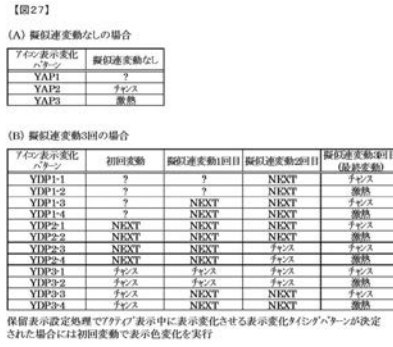 【図27】
(A) 擬似連変動なしの場合
アイコン表示変化パターン 擬似連変動なし
YAP1 ?
YAP2 チャンス
YAP3 激熱
(B) 擬似連変動3回の場合
アイコン表示変化パターン 初回変動 擬似連変動1回目 擬似連変動2回目 擬似連変動3回目(最終変動)
YDP1-1 ? ? NEXT チャンス
YDP1-2 ? ? NEXT 激熱
YDP1-3 ? NEXT NEXT チャンス
YDP1-4 ? NEXT NEXT 激熱
YDP2-1 NEXT NEXT NEXT チャンス
YDP2-2 NEXT NEXT NEXT 激熱
YDP2-3 NEXT NEXT チャンス チャンス
YDP2-4 NEXT NEXT チャンス 激熱
YDP3-1 チャンス チャンス チャンス チャンス
YDP3-2 チャンス チャンス チャンス 激熱
YDP3-3 チャンス NEXT NEXT チャンス
YDP3-4 チャンス NEXT NEXT 激熱
保留表示設定処理でアクティブ表示中に表示変化させる表示変化タイミングパターンが決定
された場合には初回変動で表示色変化を実行